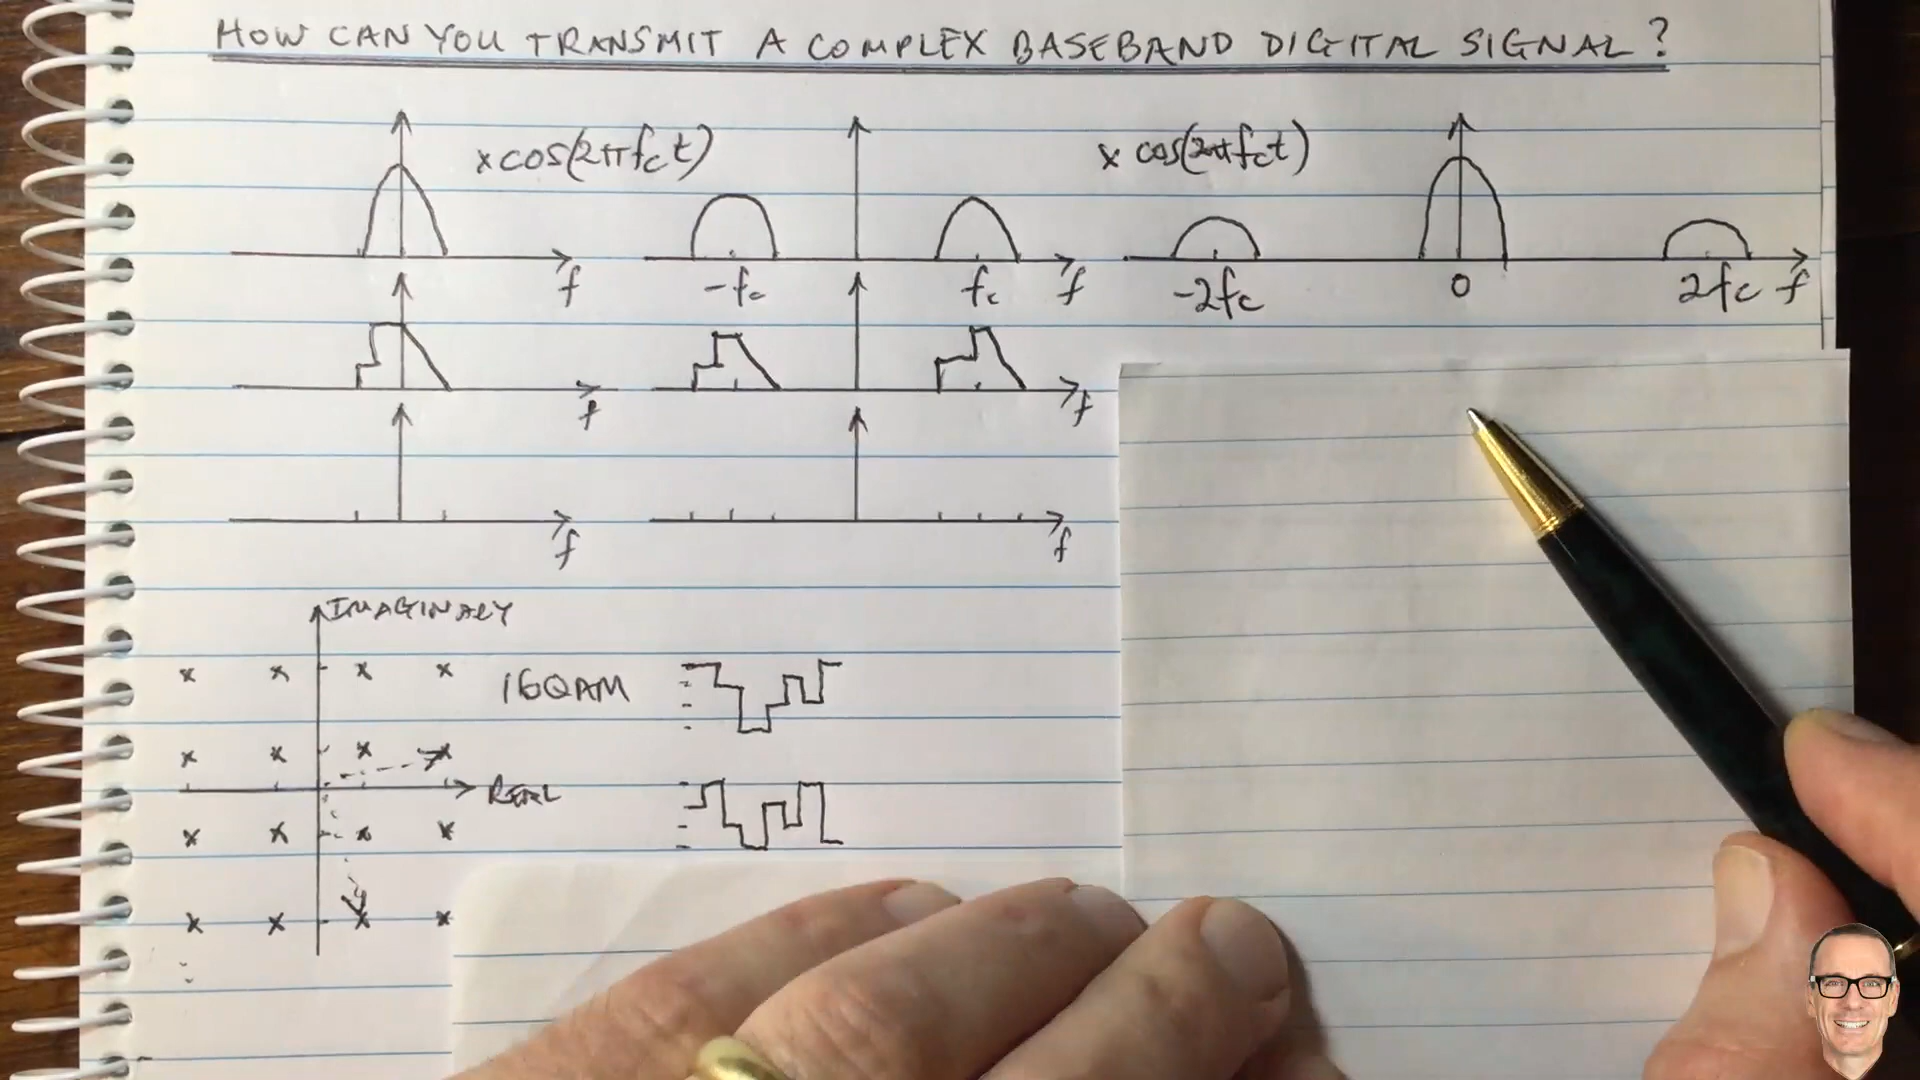 HOW CAN YOU TRANSMIT A COMPLEX BASEBAND DIGITAL SIGNAL?
x cos(2πfct) x cos(2πfct)
f -fc fc f -2fc 0 2fc f
f f
f f
IMAGINARY
16QAM
REAL